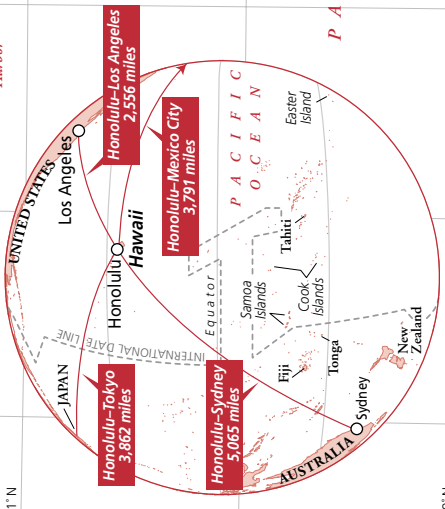 UNITED STATES
Los Angeles
Honolulu–Los Angeles
2,556 miles
JAPAN
Honolulu
Hawaii
Honolulu–Mexico City
3,791 miles
Honolulu–Tokyo
3,862 miles
INTERNATIONAL DATE LINE
Equator
PACIFIC
OCEAN
Honolulu–Sydney
5,065 miles
Samoa
Islands
Tahiti
Easter
Island
Fiji
Cook
Islands
Tonga
AUSTRALIA
Sydney
New
Zealand
P A
1° N